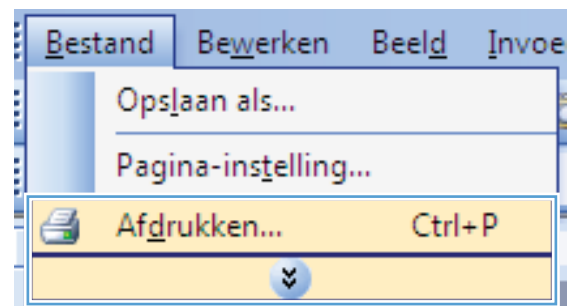 Bestand Bewerken Beeld Invoe
Opslaan als...
Pagina-instelling...
Afdrukken... Ctrl+P